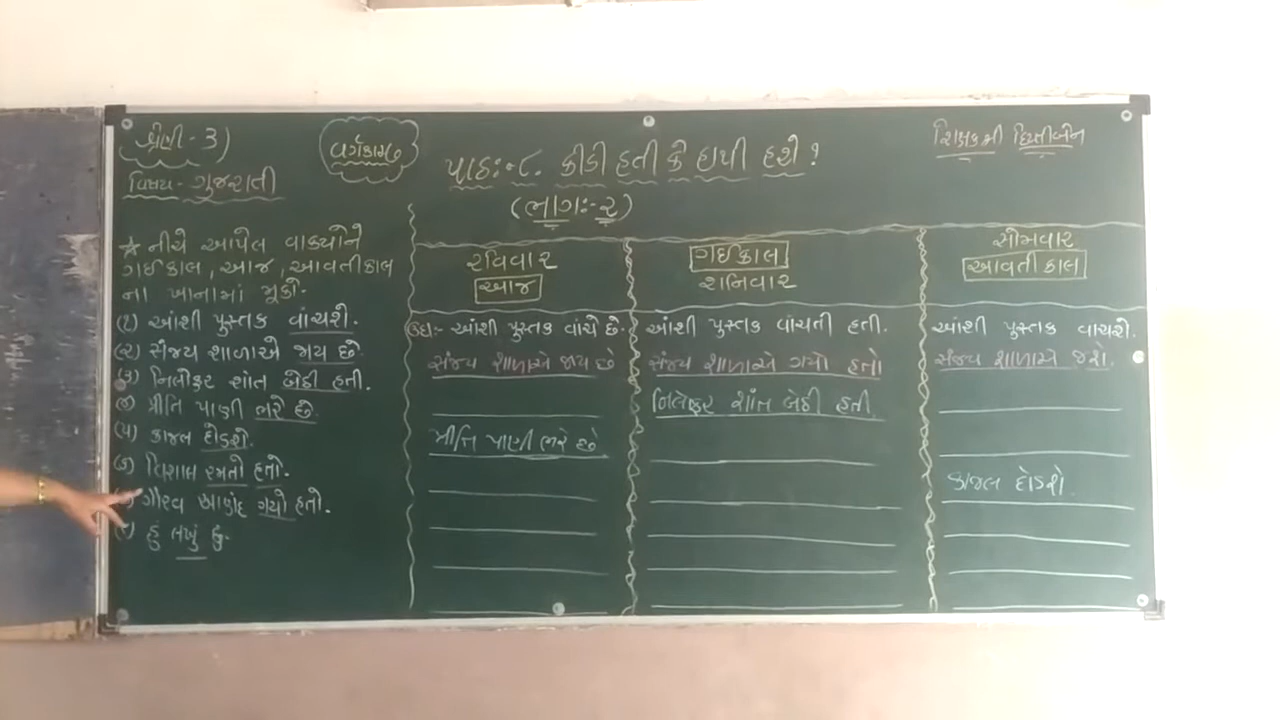 શ્રેણી - 3)
વિષય - ગુજરાતી
વર્ગકામ
પાઠઃ-૮. કીડી હતી કે હાથી હશે ?
(ભાગઃ-૨)
શિક્ષકશ્રી
★ નીચે આપેલ વાક્યોને
ગઈકાલ, આજ, આવતીકાલ
ના ખાનામાં મૂકો.
(૧) આંશી પુસ્તક વાંચશે.
(૨) સંજય શાળાએ જાય છે.
(૩) નિલોફર શાંત બેઠી હતી.
(૪) પ્રીતિ પાણી ભરે છે.
(૫) કાજલ દોડશે.
(૬) વિશાલ રમતો હતો.
ગૌરવ આણંદ ગયો હતો.
હું લખું છું.
રવિવાર
આજ
ઉદાઃ- આંશી પુસ્તક વાંચે છે.
સંજય શાળાએ જાય છે
પ્રીતિ પાણી ભરે છે
ગઈકાલ
શનિવાર
આંશી પુસ્તક વાંચતી હતી.
સંજય શાળાએ ગયો હતો
નિલોફર શાંત બેઠી હતી.
સોમવાર
આવતી કાલ
આંશી પુસ્તક વાચશે.
સંજય શાળાએ જશે.
કાજલ દોડશે